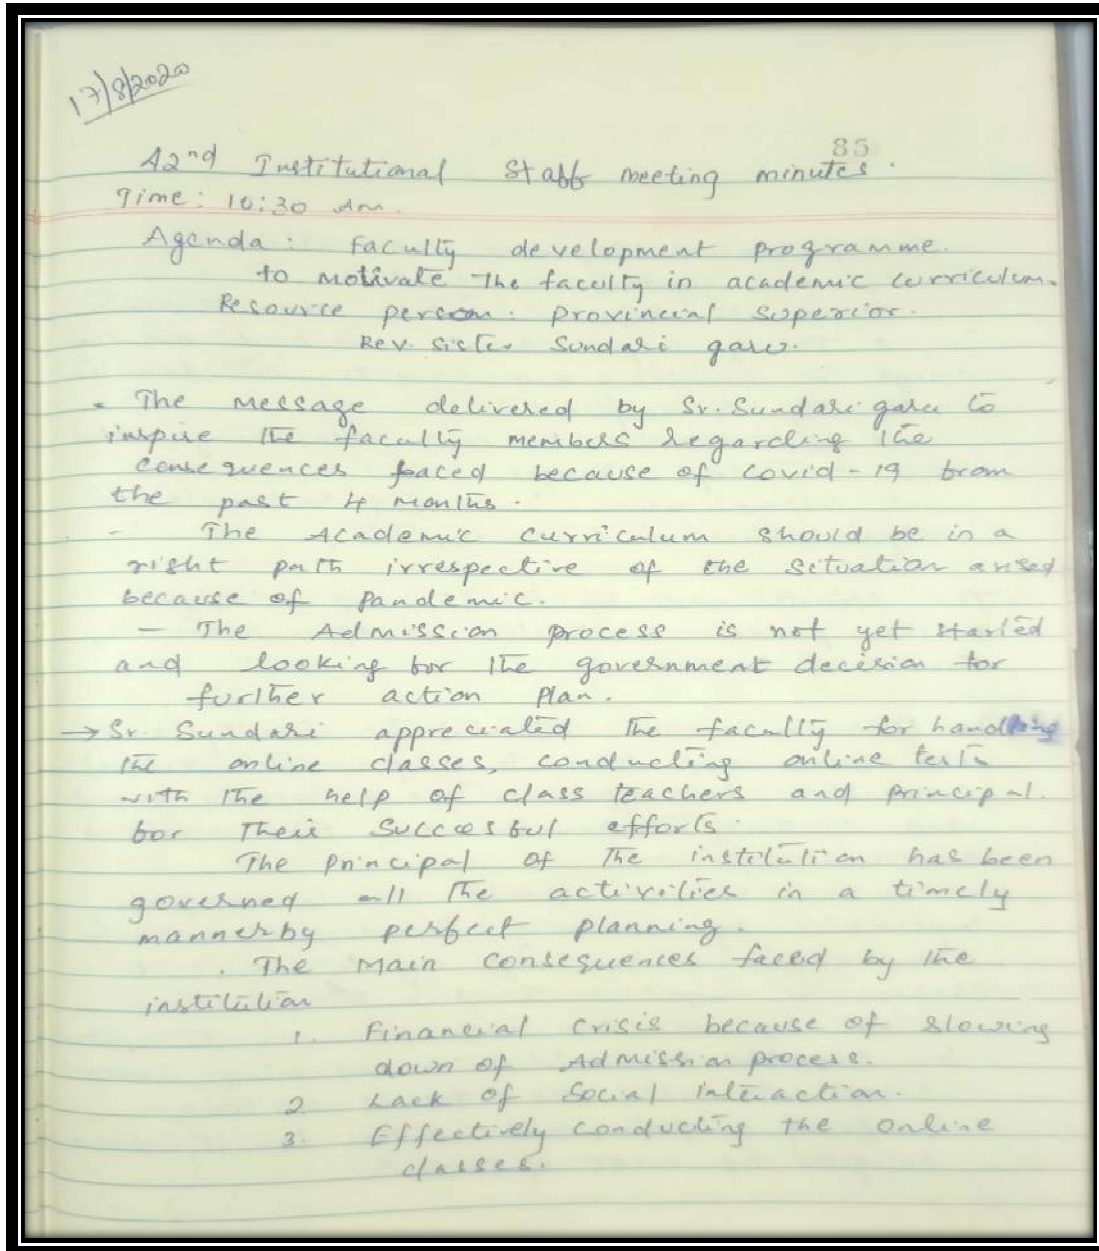 17/8/2020
85
42nd Institutional Staff meeting minutes.
Time: 10:30 Am.
Agenda: Faculty development programme.
to motivate the faculty in academic curriculum.
Resource person: Provincial Superior.
Rev. Sister Sundari garu.
- The message delivered by Sr. Sundari garu to
inspire the faculty members regarding the
consequences faced because of covid-19 from
the past 4 months.
- The Academic curriculum should be in a
right path irrespective of the situation arised
because of Pandemic.
- The Admission process is not yet started
and looking for the government decision for
further action plan.
→ Sr. Sundari appreciated the faculty for handling
the online classes, conducting online tests
with the help of class teachers and principal.
for their Succesful efforts.
The principal of the institution has been
governed all the activities in a timely
manner by perfect planning.
. The Main consequences faced by the
institution
1. Financial crisis because of slowing
down of Admission process.
2 Lack of Social interaction.
3. Effectively conducting the online
classes.